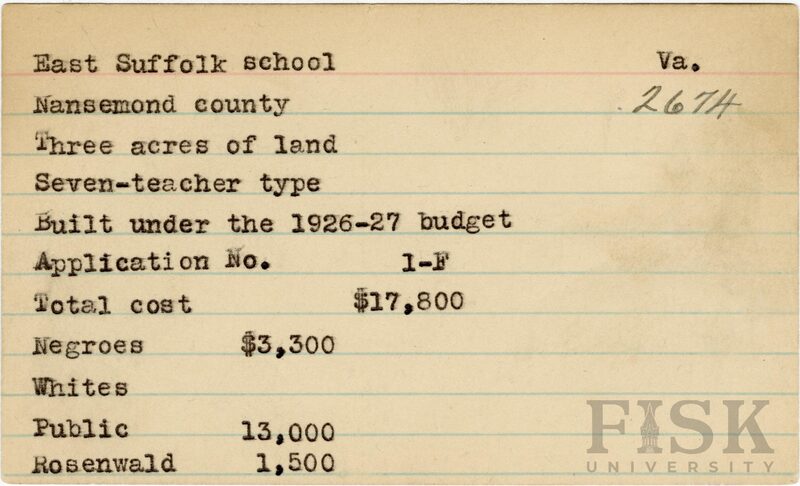 East Suffolk school Va.
Nansemond county 2674
Three acres of land
Seven-teacher type
Built under the 1926-27 budget
Application No. 1-F
Total cost $17,800
Negroes $3,300
Whites
Public 13,000
Rosenwald 1,500
FISK
UNIVERSITY